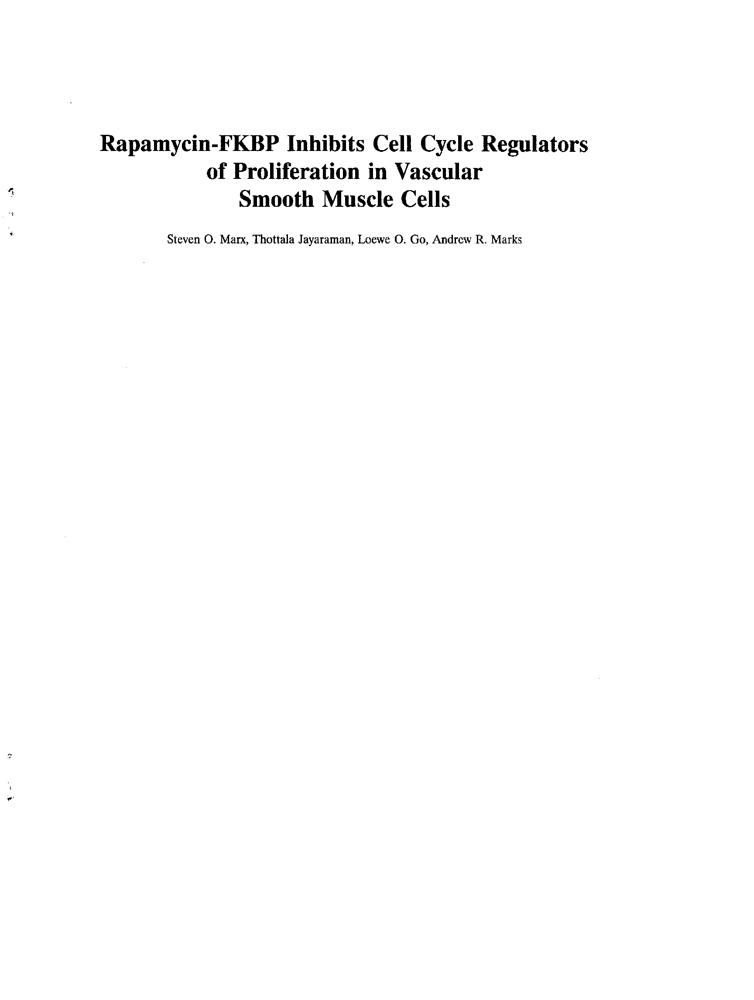 Rapamycin-FKBP Inhibits Cell Cycle Regulators
of Proliferation in Vascular
Smooth Muscle Cells
Steven O. Marx, Thottala Jayaraman, Loewe O. Go, Andrew R. Marks